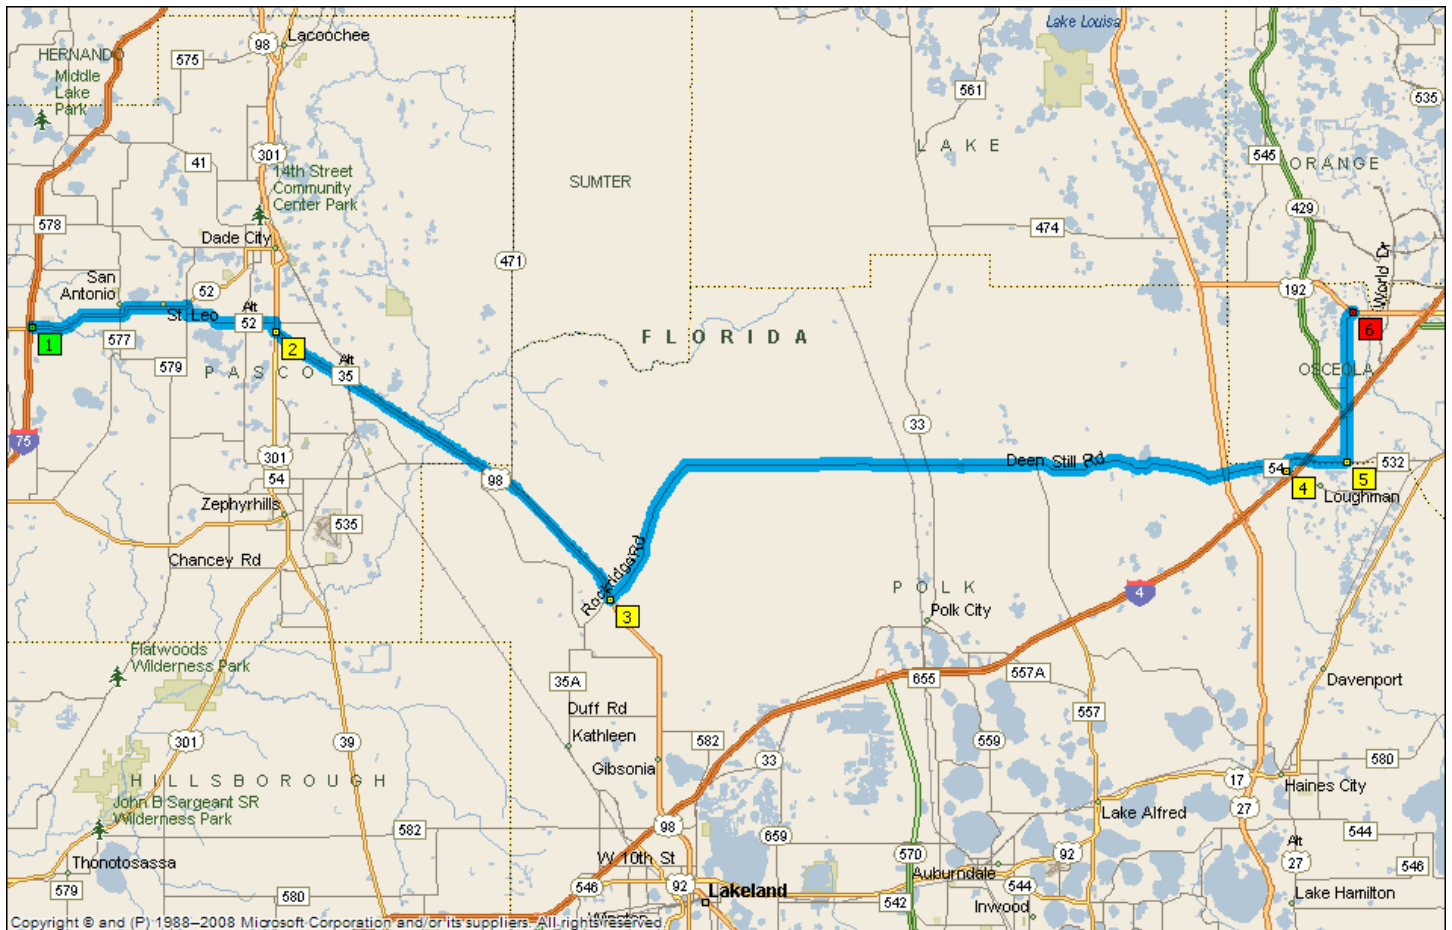 Lake Louisa
98
Lacoochee
HERNANDO
575
Middle
Lake
Park
561
535
301
41
545
LAKE
ORANGE
14th Street
Community
Center Park
SUMTER
578
429
474
Dade City
471
World Dr
San
Antonio
52
192
Alt
St. Leo
52
1
2
6
577
FLORIDA
579
PASCO
Alt
35
OSCEOLA
33
75
301
54
98
Deen Still Rd
54
532
4
5
Loughman
Zephyrhills
535
Chancey Rd
Rockridge Rd
3
POLK
4
Polk City
Flatwoods
Wilderness Park
35A
655
557A
Davenport
Duff Rd
557
301
39
Kathleen
582
559
33
580
Gibsonia
17
HILLSBOROUGH
Haines City
John B Sargeant SR
Wilderness Park
27
Lake Alfred
98
582
659
544
Alt
Thonotosassa
W 10th St
570
92
27
546
579
546
92
Auburndale
544
580
Lakeland
542
Inwood
Lake Hamilton
Copyright © and (P) 1988–2008 Microsoft Corporation and/or its suppliers. All rights reserved.